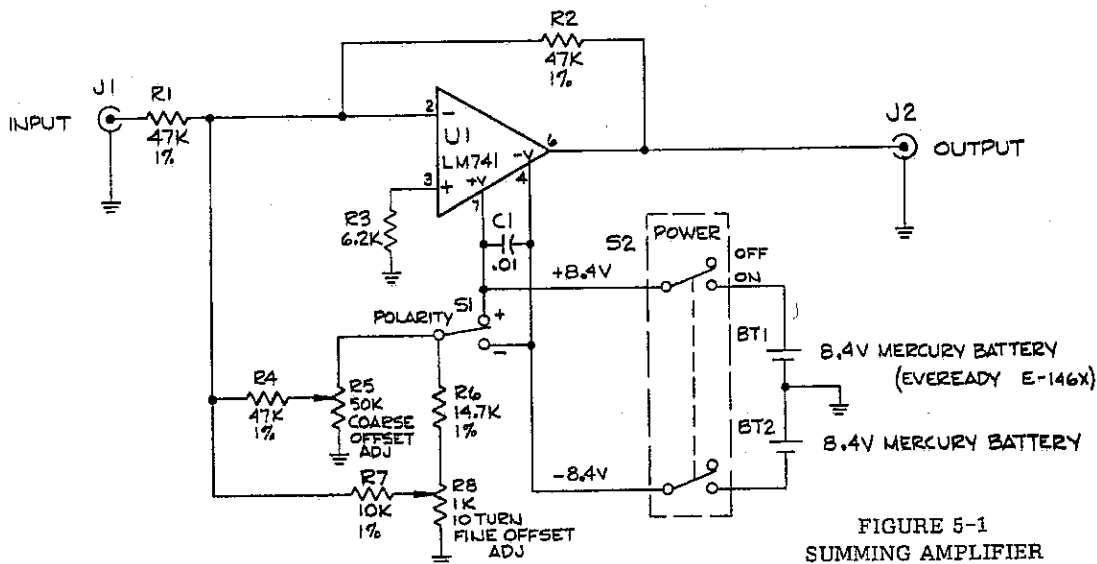 R2
47K
1%
J1
R1
INPUT
47K
1%
2
-
U1
LM741
+V
7
-V
4
6
3
+
J2
OUTPUT
R3
6.2K
C1
.01
S2
POWER
OFF
ON
+8.4V
S1
POLARITY
+
-
BT1
8.4V MERCURY BATTERY
(EVEREADY E-146X)
R4
47K
1%
R5
50K
COARSE
OFFSET
ADJ
R6
14.7K
1%
BT2
8.4V MERCURY BATTERY
-8.4V
R7
10K
1%
R8
1K
10 TURN
FINE OFFSET
ADJ
FIGURE 5-1
SUMMING AMPLIFIER